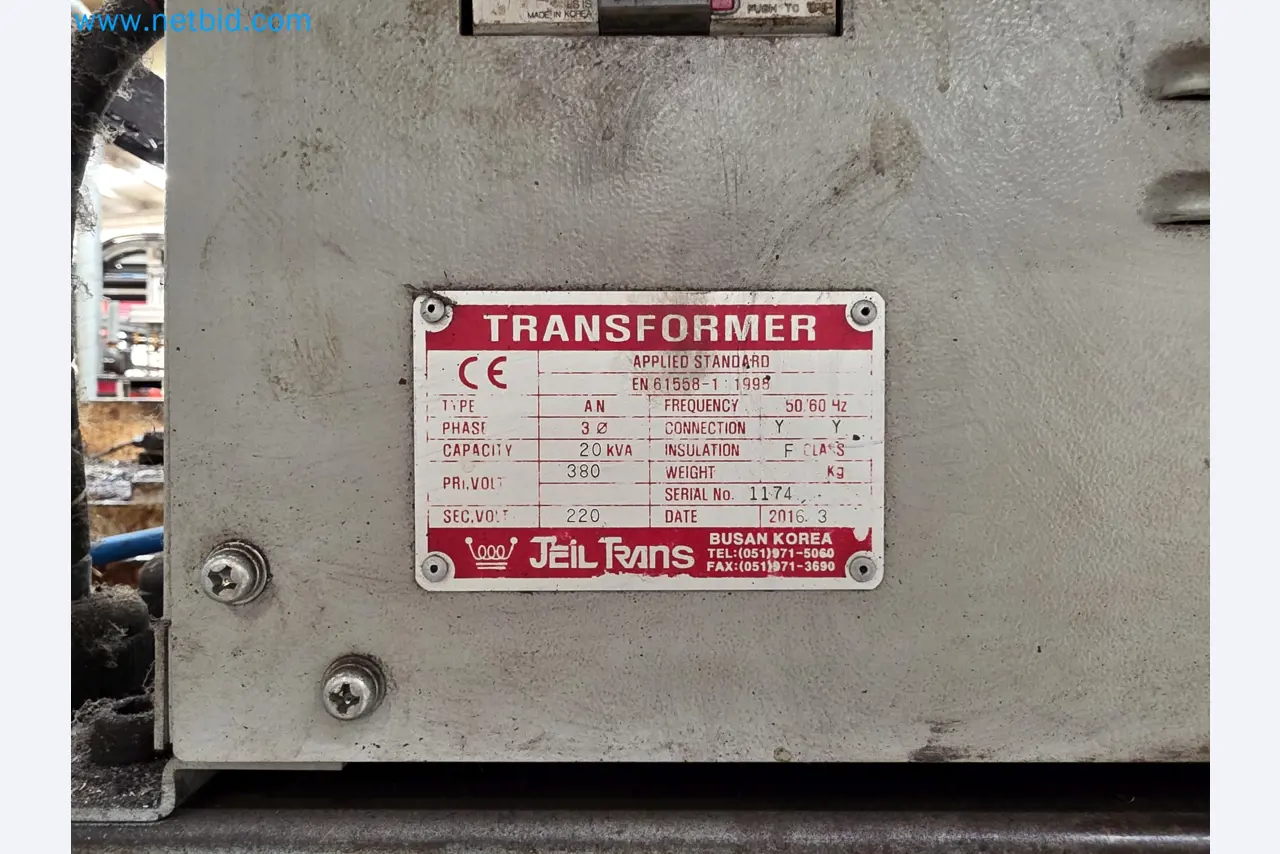 www.netbid.com
MADE IN KOREA
PUSH TO
TRANSFORMER
CE
APPLIED STANDARD
EN 61558-1 : 1998
TYPE AN FREQUENCY 50/60 Hz
PHASE 3 Ø CONNECTION Y Y
CAPACITY 20 KVA INSULATION F CLASS
PRI,VOLT 380 WEIGHT Kg
SERIAL No. 1174
SEC,VOLT 220 DATE 2016. 3
JEIL TRANS
BUSAN KOREA
TEL:(051)971-5060
FAX:(051)971-3690